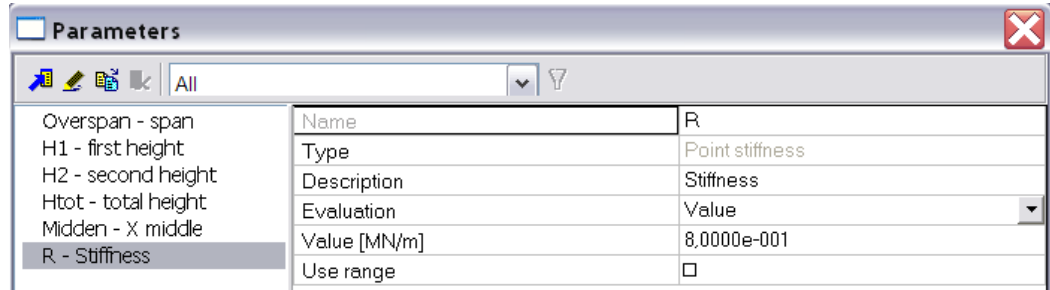 Parameters
All
Overspan - span
H1 - first height
H2 - second height
Htot - total height
Midden - X middle
R - Stiffness
Name R
Type Point stiffness
Description Stiffness
Evaluation Value
Value [MN/m] 8,0000e-001
Use range